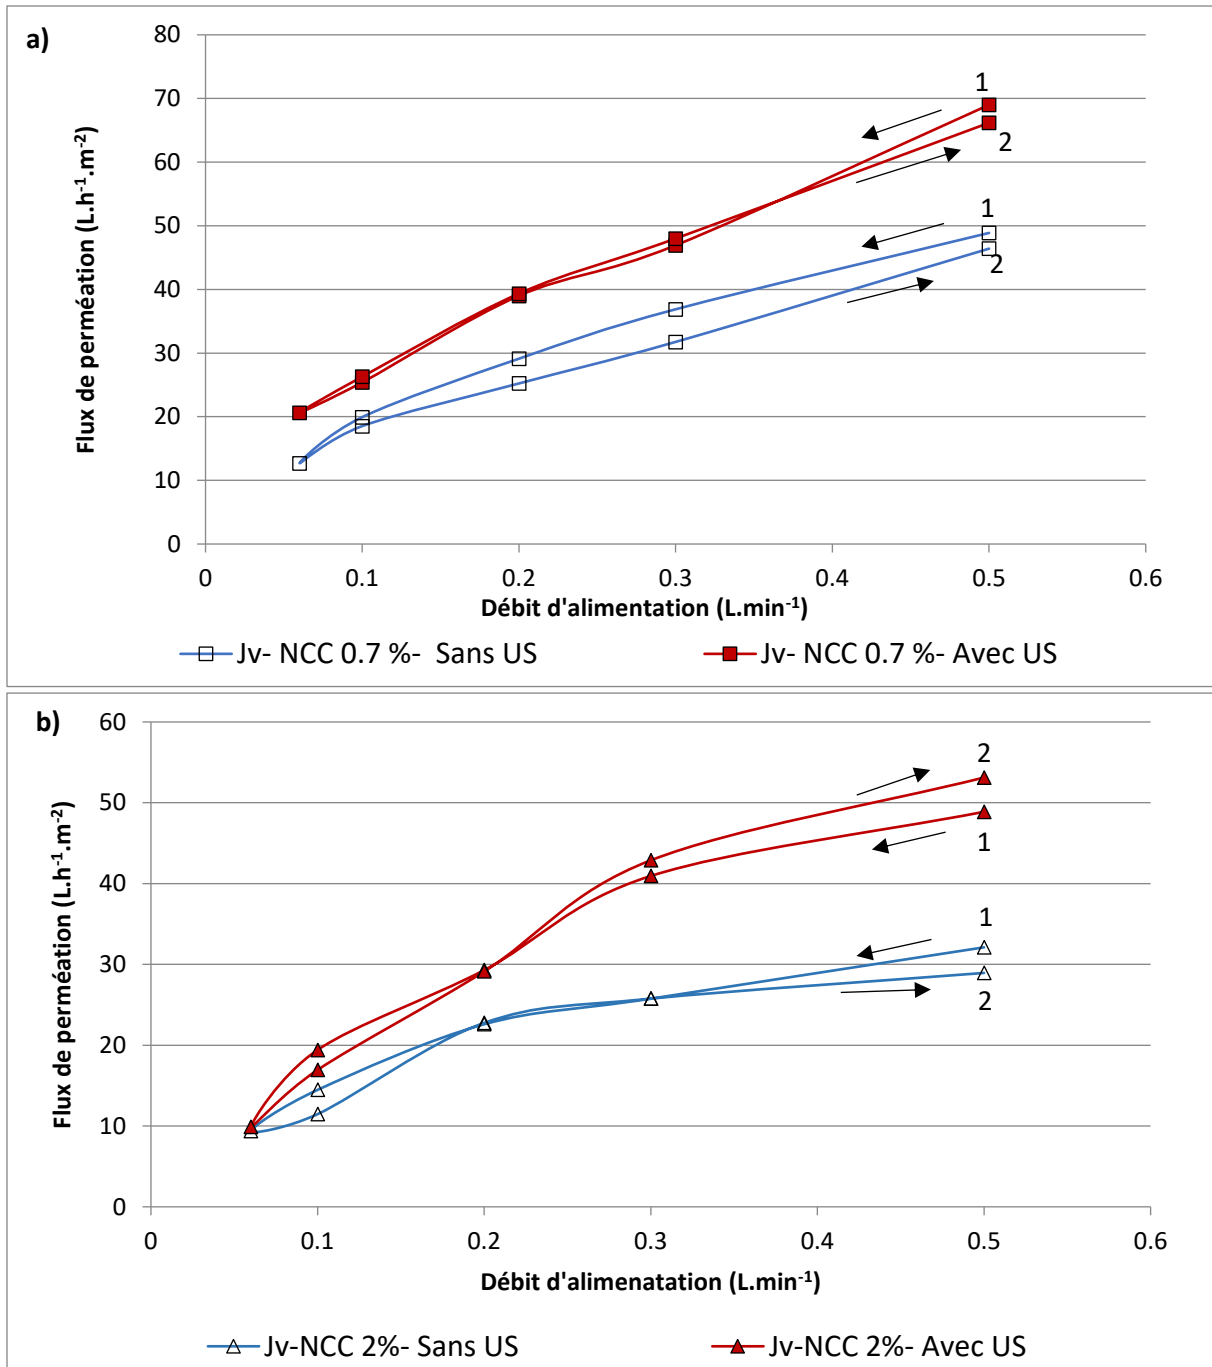 a)
80
70
60
50
40
30
20
10
0
Flux de perméation (L.h-1.m-2)
1
2
1
2
0 0.1 0.2 0.3 0.4 0.5 0.6
Débit d'alimentation (L.min-1)
Jv- NCC 0.7 %- Sans US Jv- NCC 0.7 %- Avec US
b)
60
50
40
30
20
10
0
Flux de perméation (L.h-1.m-2)
2
1
1
2
0 0.1 0.2 0.3 0.4 0.5 0.6
Débit d'alimenatation (L.min-1)
Jv-NCC 2%- Sans US Jv-NCC 2%- Avec US